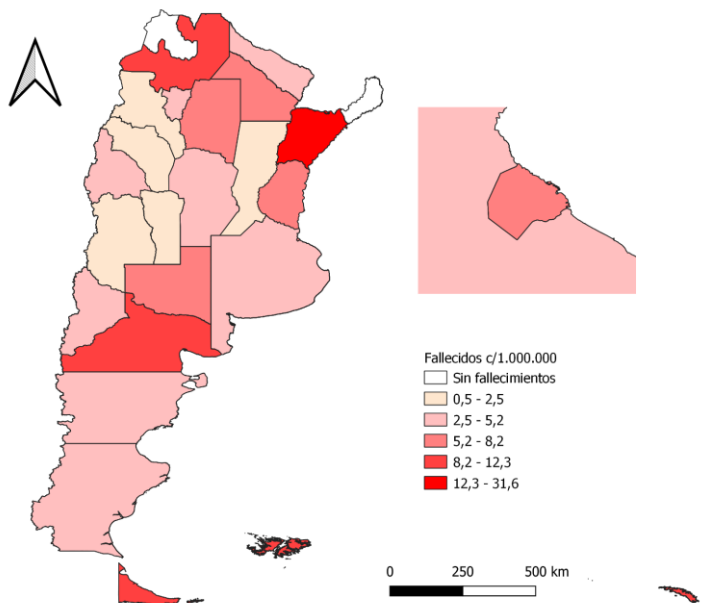 Fallecidos c/1.000.000
Sin fallecimientos
0,5 - 2,5
2,5 - 5,2
5,2 - 8,2
8,2 - 12,3
12,3 - 31,6
0 250 500 km